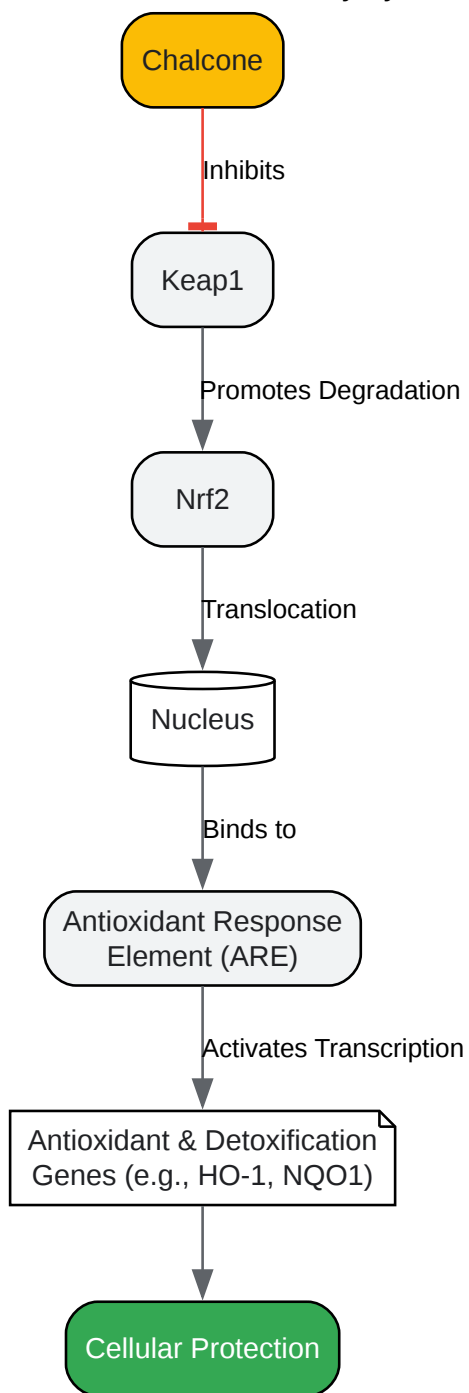 Chalcone
Inhibits
Keap1
Promotes Degradation
Nrf2
Translocation
Nucleus
Binds to
Antioxidant Response
Element (ARE)
Activates Transcription
Antioxidant & Detoxification
Genes (e.g., HO-1, NQO1)
Cellular Protection